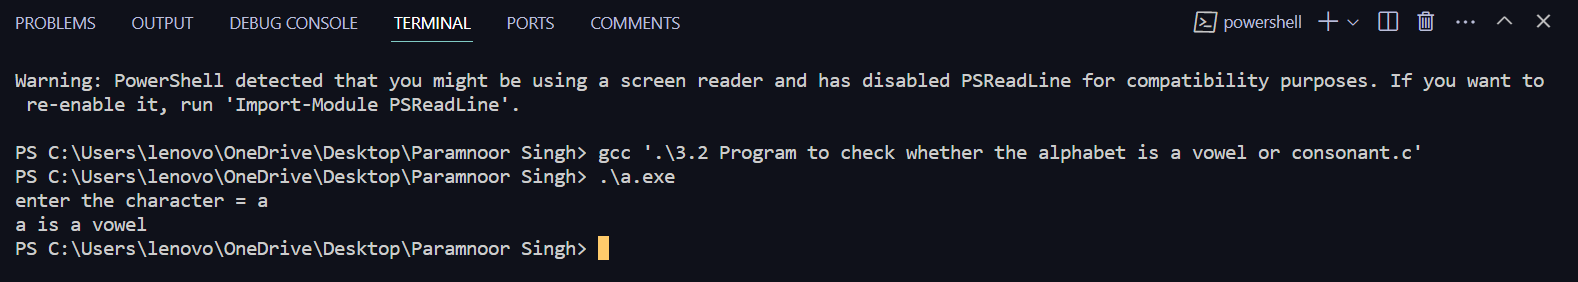 PROBLEMS OUTPUT DEBUG CONSOLE TERMINAL PORTS COMMENTS powershell
Warning: PowerShell detected that you might be using a screen reader and has disabled PSReadLine for compatibility purposes. If you want to
re-enable it, run 'Import-Module PSReadLine'.
PS C:\Users\lenovo\OneDrive\Desktop\Paramnoor Singh> gcc '.\3.2 Program to check whether the alphabet is a vowel or consonant.c'
PS C:\Users\lenovo\OneDrive\Desktop\Paramnoor Singh> .\a.exe
enter the character = a
a is a vowel
PS C:\Users\lenovo\OneDrive\Desktop\Paramnoor Singh>